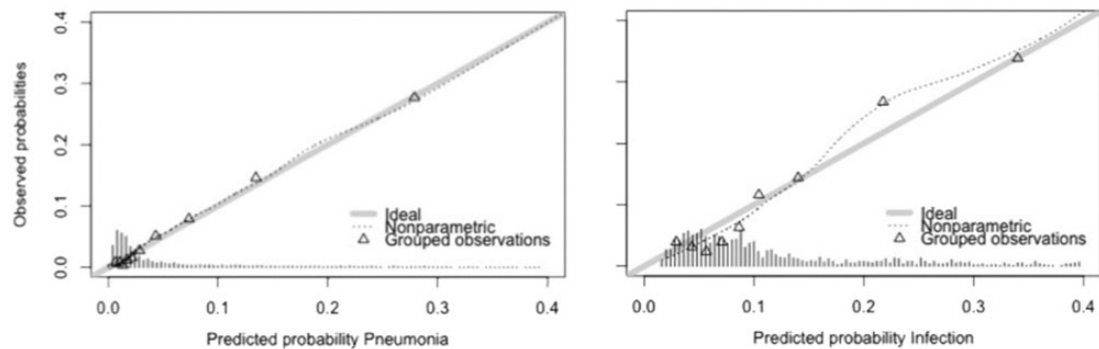 Observed probabilities
0.4
0.3
0.2
0.1
0.0
Ideal
Nonparametric
Grouped observations
0.0 0.1 0.2 0.3 0.4
Predicted probability Pneumonia
Ideal
Nonparametric
Grouped observations
0.0 0.1 0.2 0.3 0.4
Predicted probability Infection